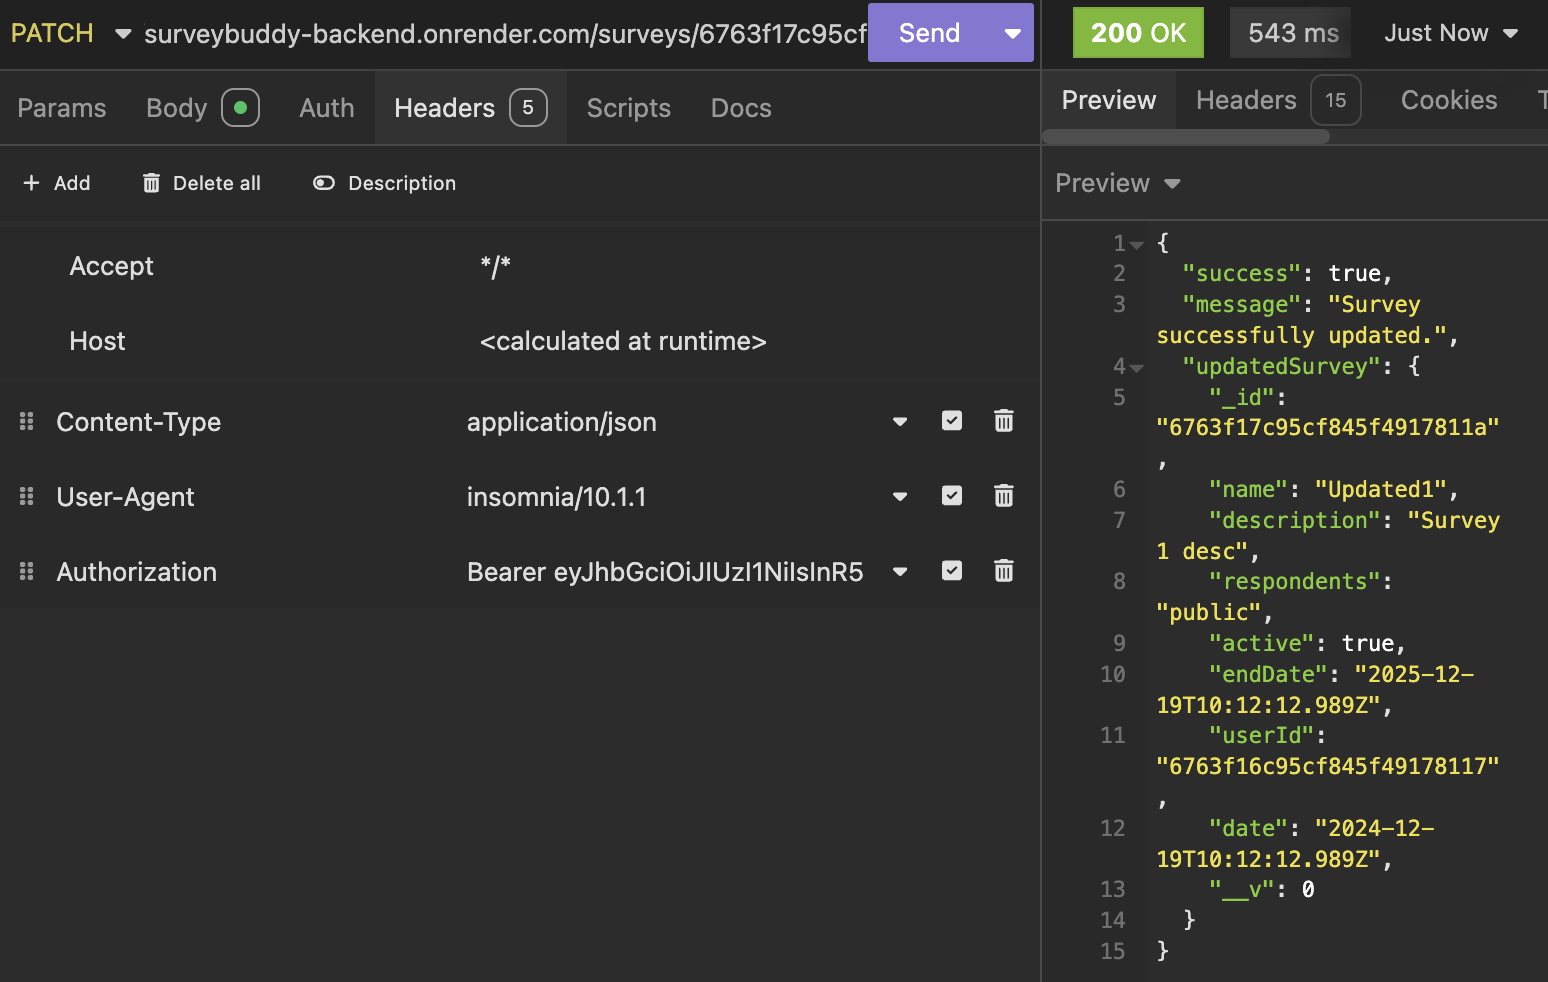 PATCH surveybuddy-backend.onrender.com/surveys/6763f17c95cf Send
Params Body Auth Headers 5 Scripts Docs
+ Add Delete all Description
Accept */*
Host <calculated at runtime>
Content-Type application/json
User-Agent insomnia/10.1.1
Authorization Bearer eyJhbGciOiJIUzI1NiIsInR5
200 OK 543 ms Just Now
Preview Headers 15 Cookies T
Preview
1 {
2 "success": true,
3 "message": "Survey
successfully updated.",
4 "updatedSurvey": {
5 "_id":
"6763f17c95cf845f4917811a"
,
6 "name": "Updated1",
7 "description": "Survey
1 desc",
8 "respondents":
"public",
9 "active": true,
10 "endDate": "2025-12-
19T10:12:12.989Z",
11 "userId":
"6763f16c95cf845f49178117"
,
12 "date": "2024-12-
19T10:12:12.989Z",
13 "__v": 0
14 }
15 }